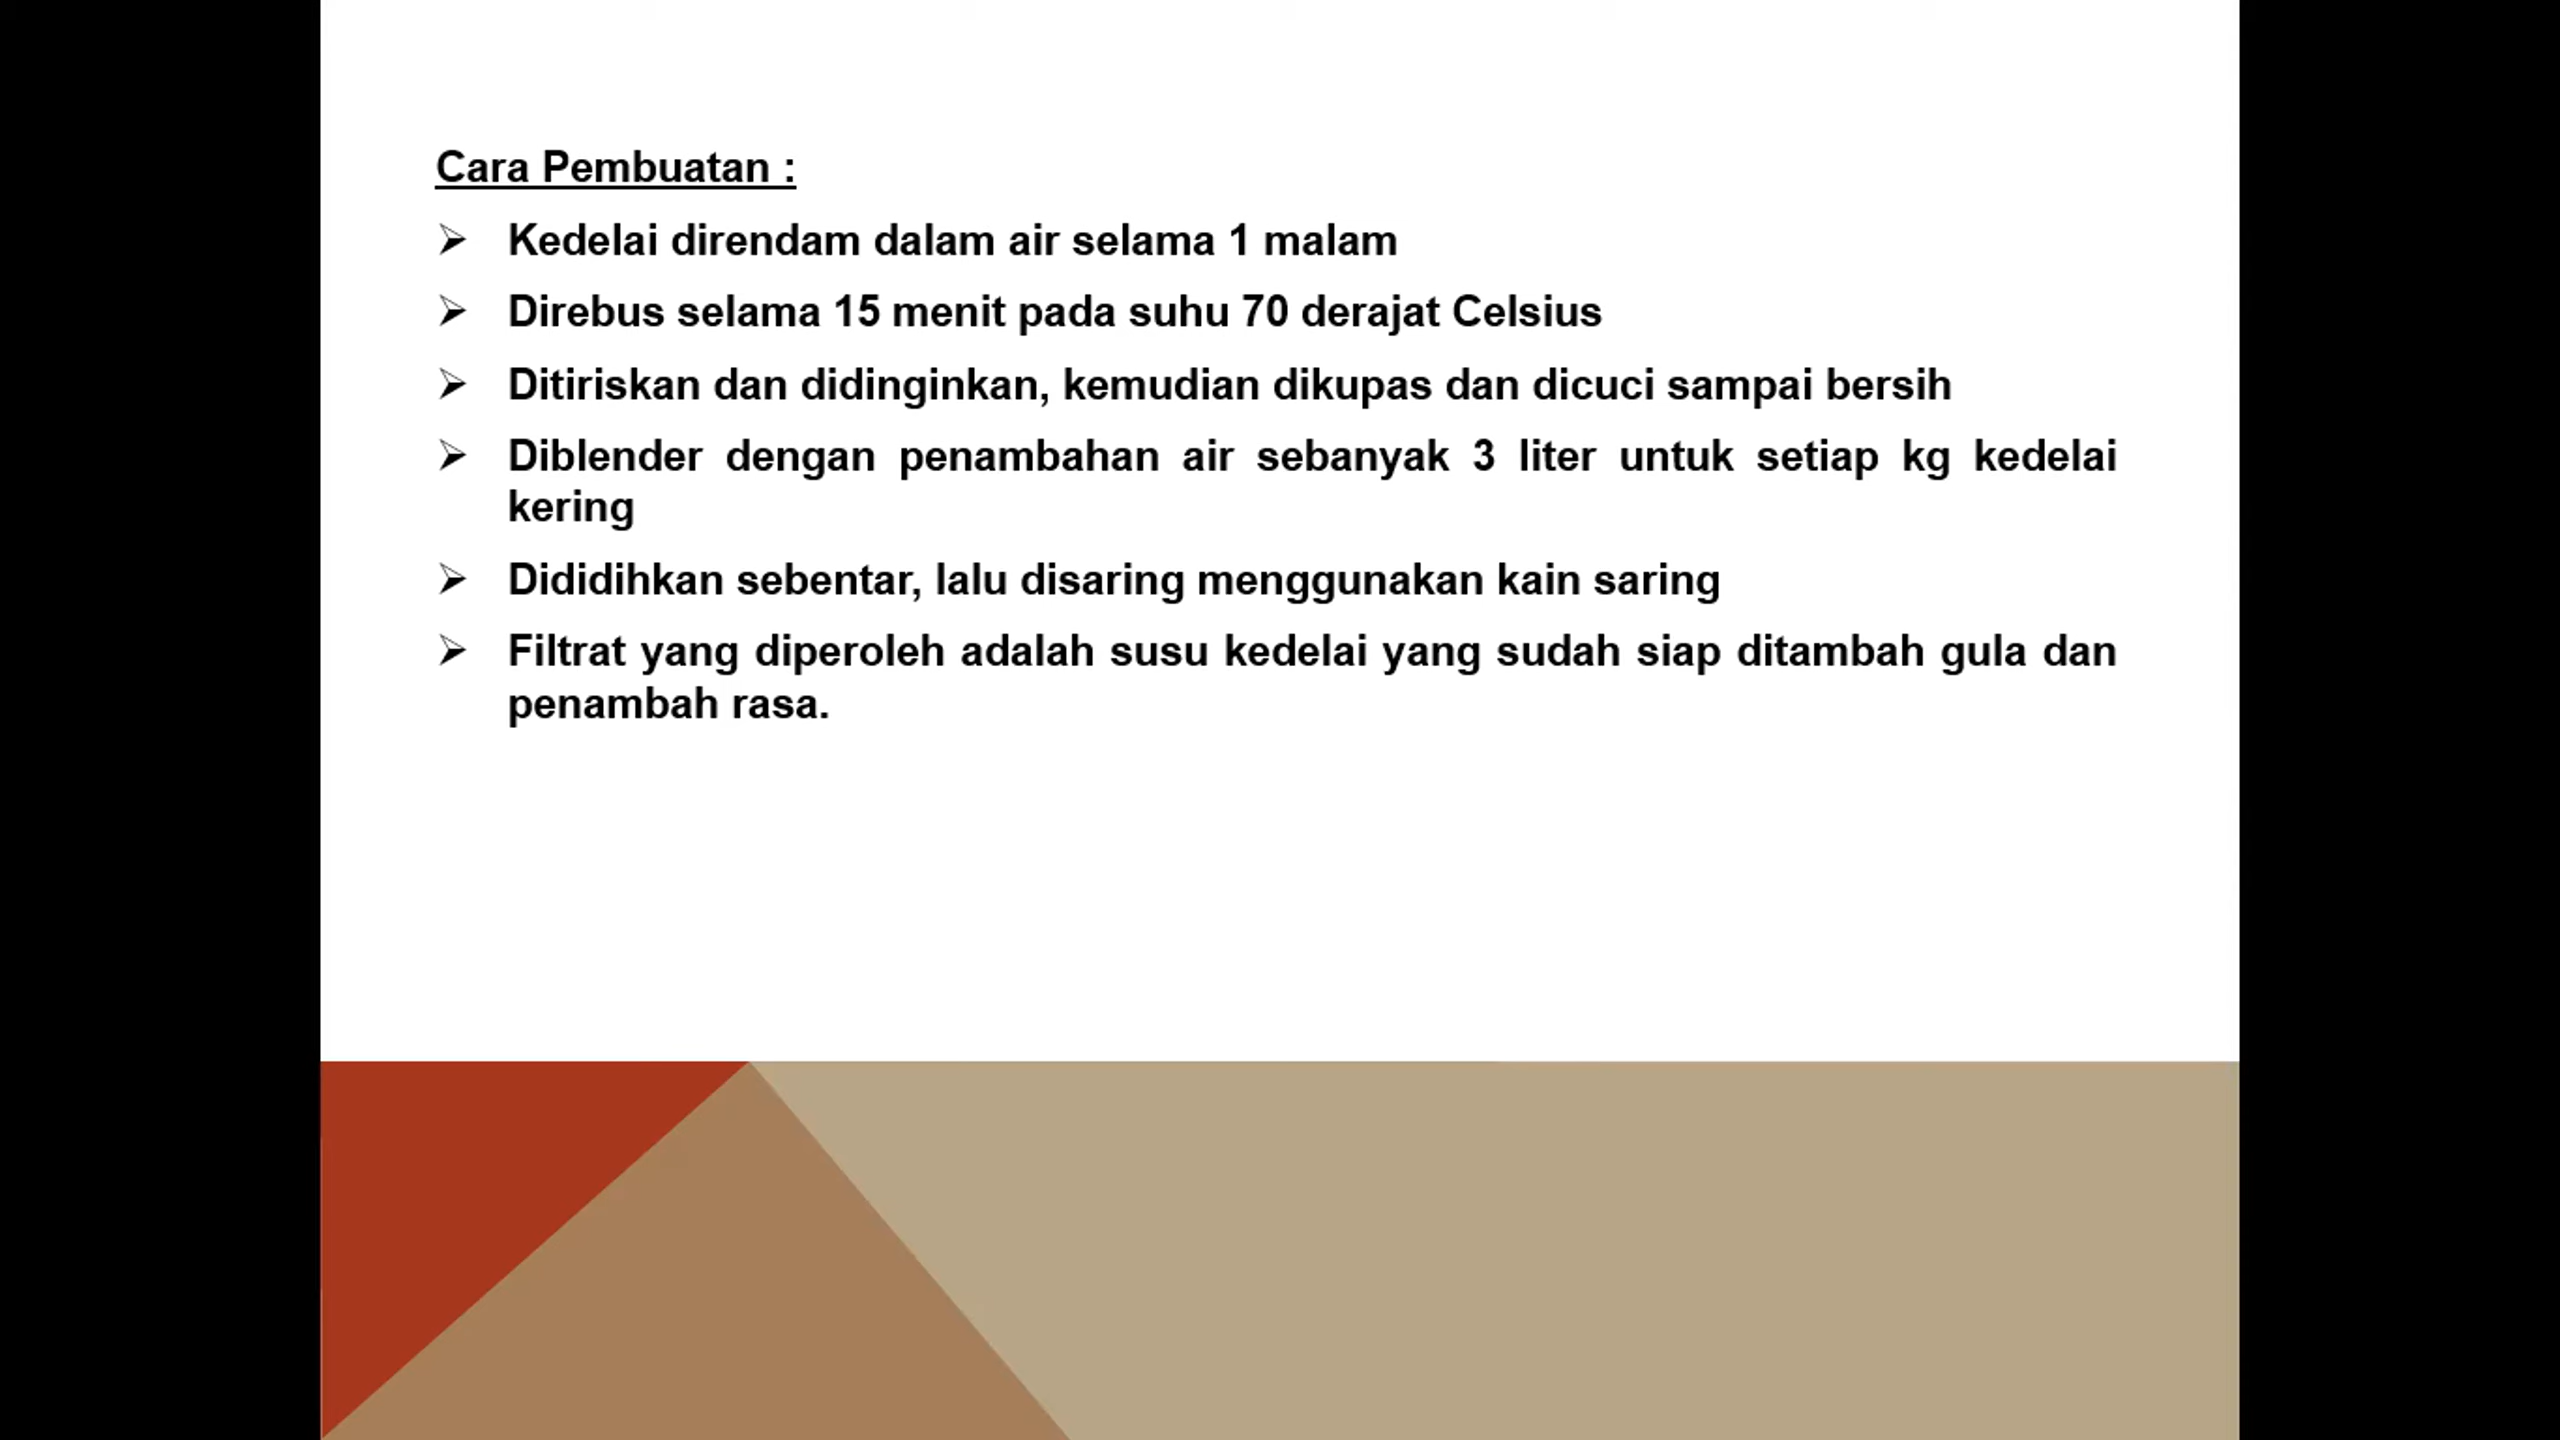 Cara Pembuatan :
➢ Kedelai direndam dalam air selama 1 malam
➢ Direbus selama 15 menit pada suhu 70 derajat Celsius
➢ Ditiriskan dan didinginkan, kemudian dikupas dan dicuci sampai bersih
➢ Diblender dengan penambahan air sebanyak 3 liter untuk setiap kg kedelai
kering
➢ Dididihkan sebentar, lalu disaring menggunakan kain saring
➢ Filtrat yang diperoleh adalah susu kedelai yang sudah siap ditambah gula dan
penambah rasa.